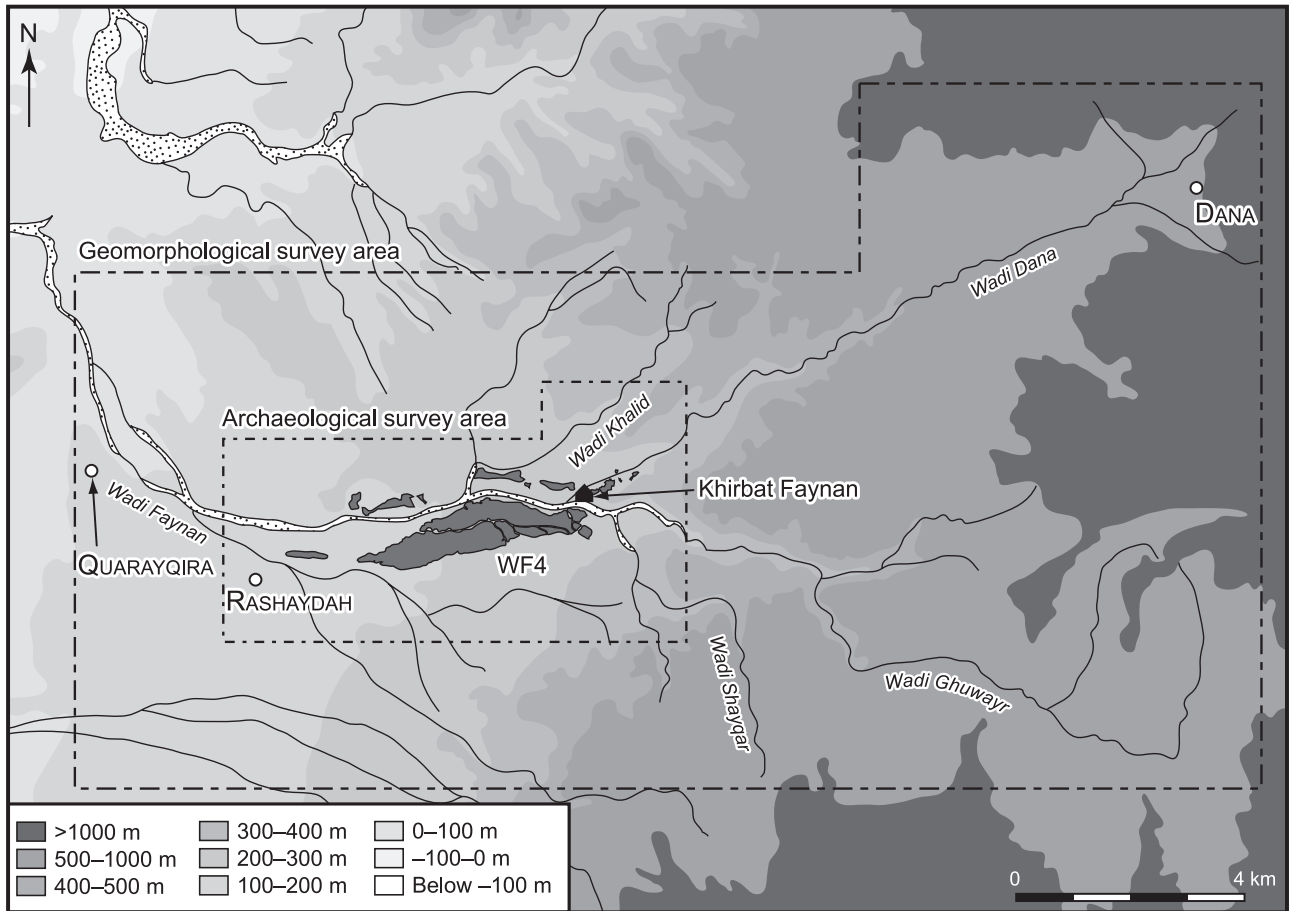 N
DANA
Wadi Dana
Geomorphological survey area
Archaeological survey area
Wadi Khalid
Khirbat Faynan
Wadi Faynan
QUARAYQIRA
WF4
RASHAYDAH
Wadi Shayqar
Wadi Ghuwayr
>1000 m
500–1000 m
400–500 m
300–400 m
200–300 m
100–200 m
0–100 m
–100–0 m
Below –100 m
0 4 km